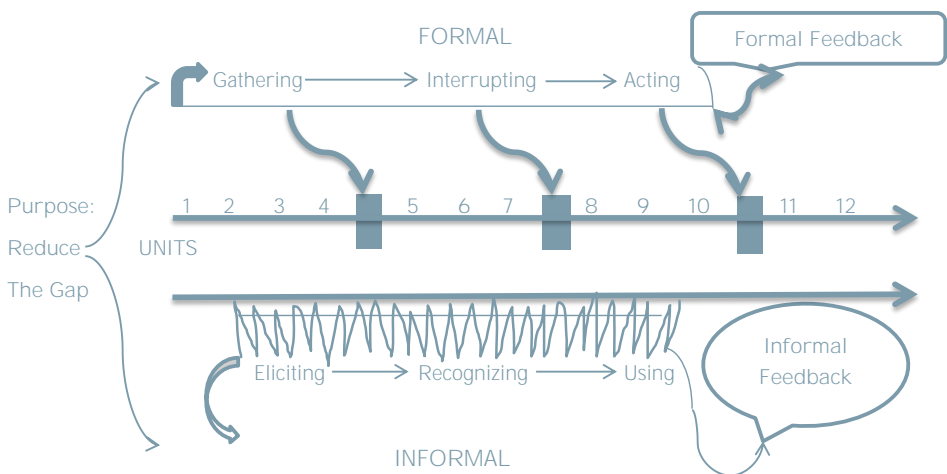 FORMAL
Formal Feedback
Gathering Interrupting Acting
Purpose:
Reduce
The Gap
1 2 3 4 5 6 7 8 9 10 11 12
UNITS
Eliciting Recognizing Using
Informal
Feedback
INFORMAL